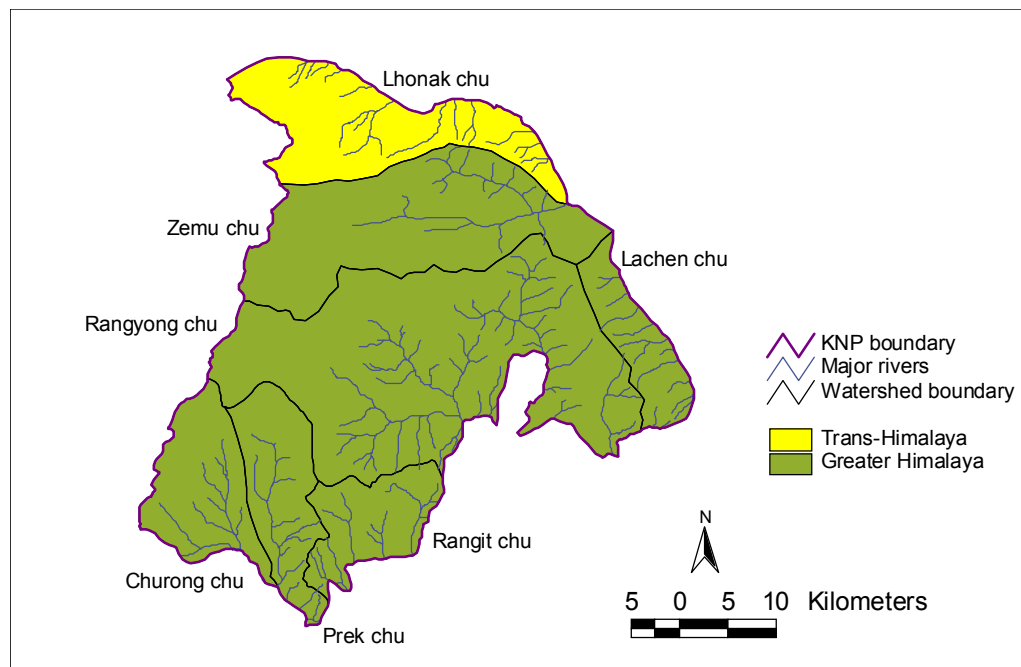 Lhonak chu
Zemu chu
Lachen chu
Rangyong chu
KNP boundary
Major rivers
Watershed boundary
Trans-Himalaya
Greater Himalaya
N
Rangit chu
Churong chu
5 0 5 10 Kilometers
Prek chu